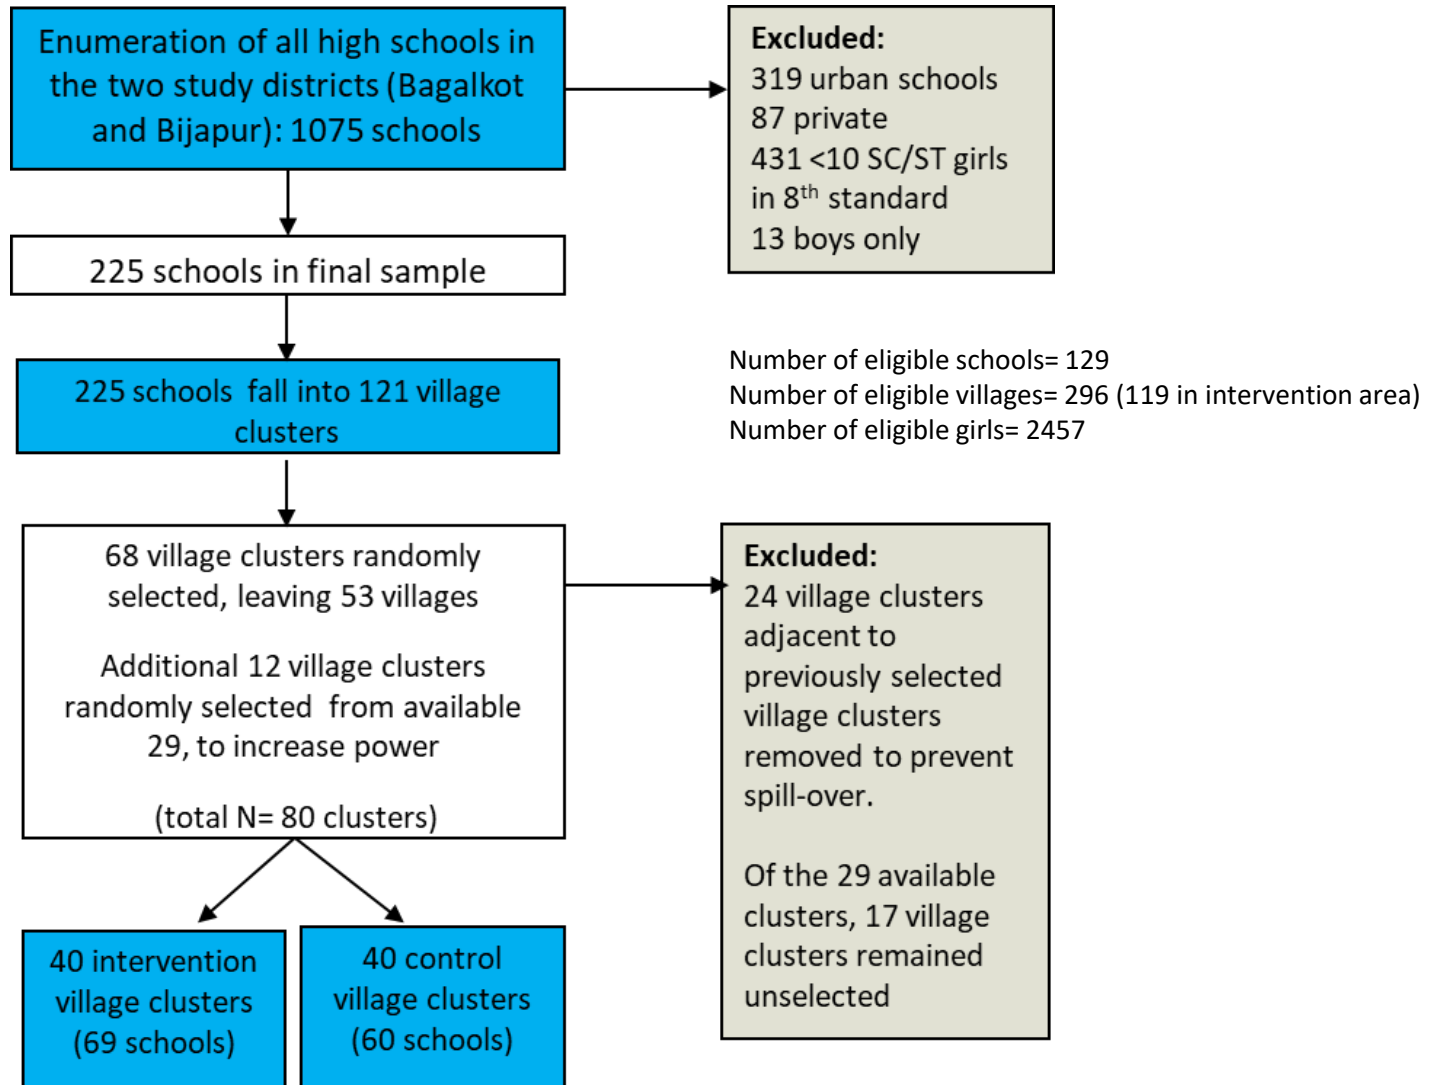 Enumeration of all high schools in
the two study districts (Bagalkot
and Bijapur): 1075 schools
Excluded:
319 urban schools
87 private
431 <10 SC/ST girls
in 8th standard
13 boys only
225 schools in final sample
225 schools fall into 121 village
clusters
Number of eligible schools= 129
Number of eligible villages= 296 (119 in intervention area)
Number of eligible girls= 2457
68 village clusters randomly
selected, leaving 53 villages
Additional 12 village clusters
randomly selected from available
29, to increase power
(total N= 80 clusters)
Excluded:
24 village clusters
adjacent to
previously selected
village clusters
removed to prevent
spill-over.
Of the 29 available
clusters, 17 village
clusters remained
unselected
40 intervention
village clusters
(69 schools)
40 control
village clusters
(60 schools)